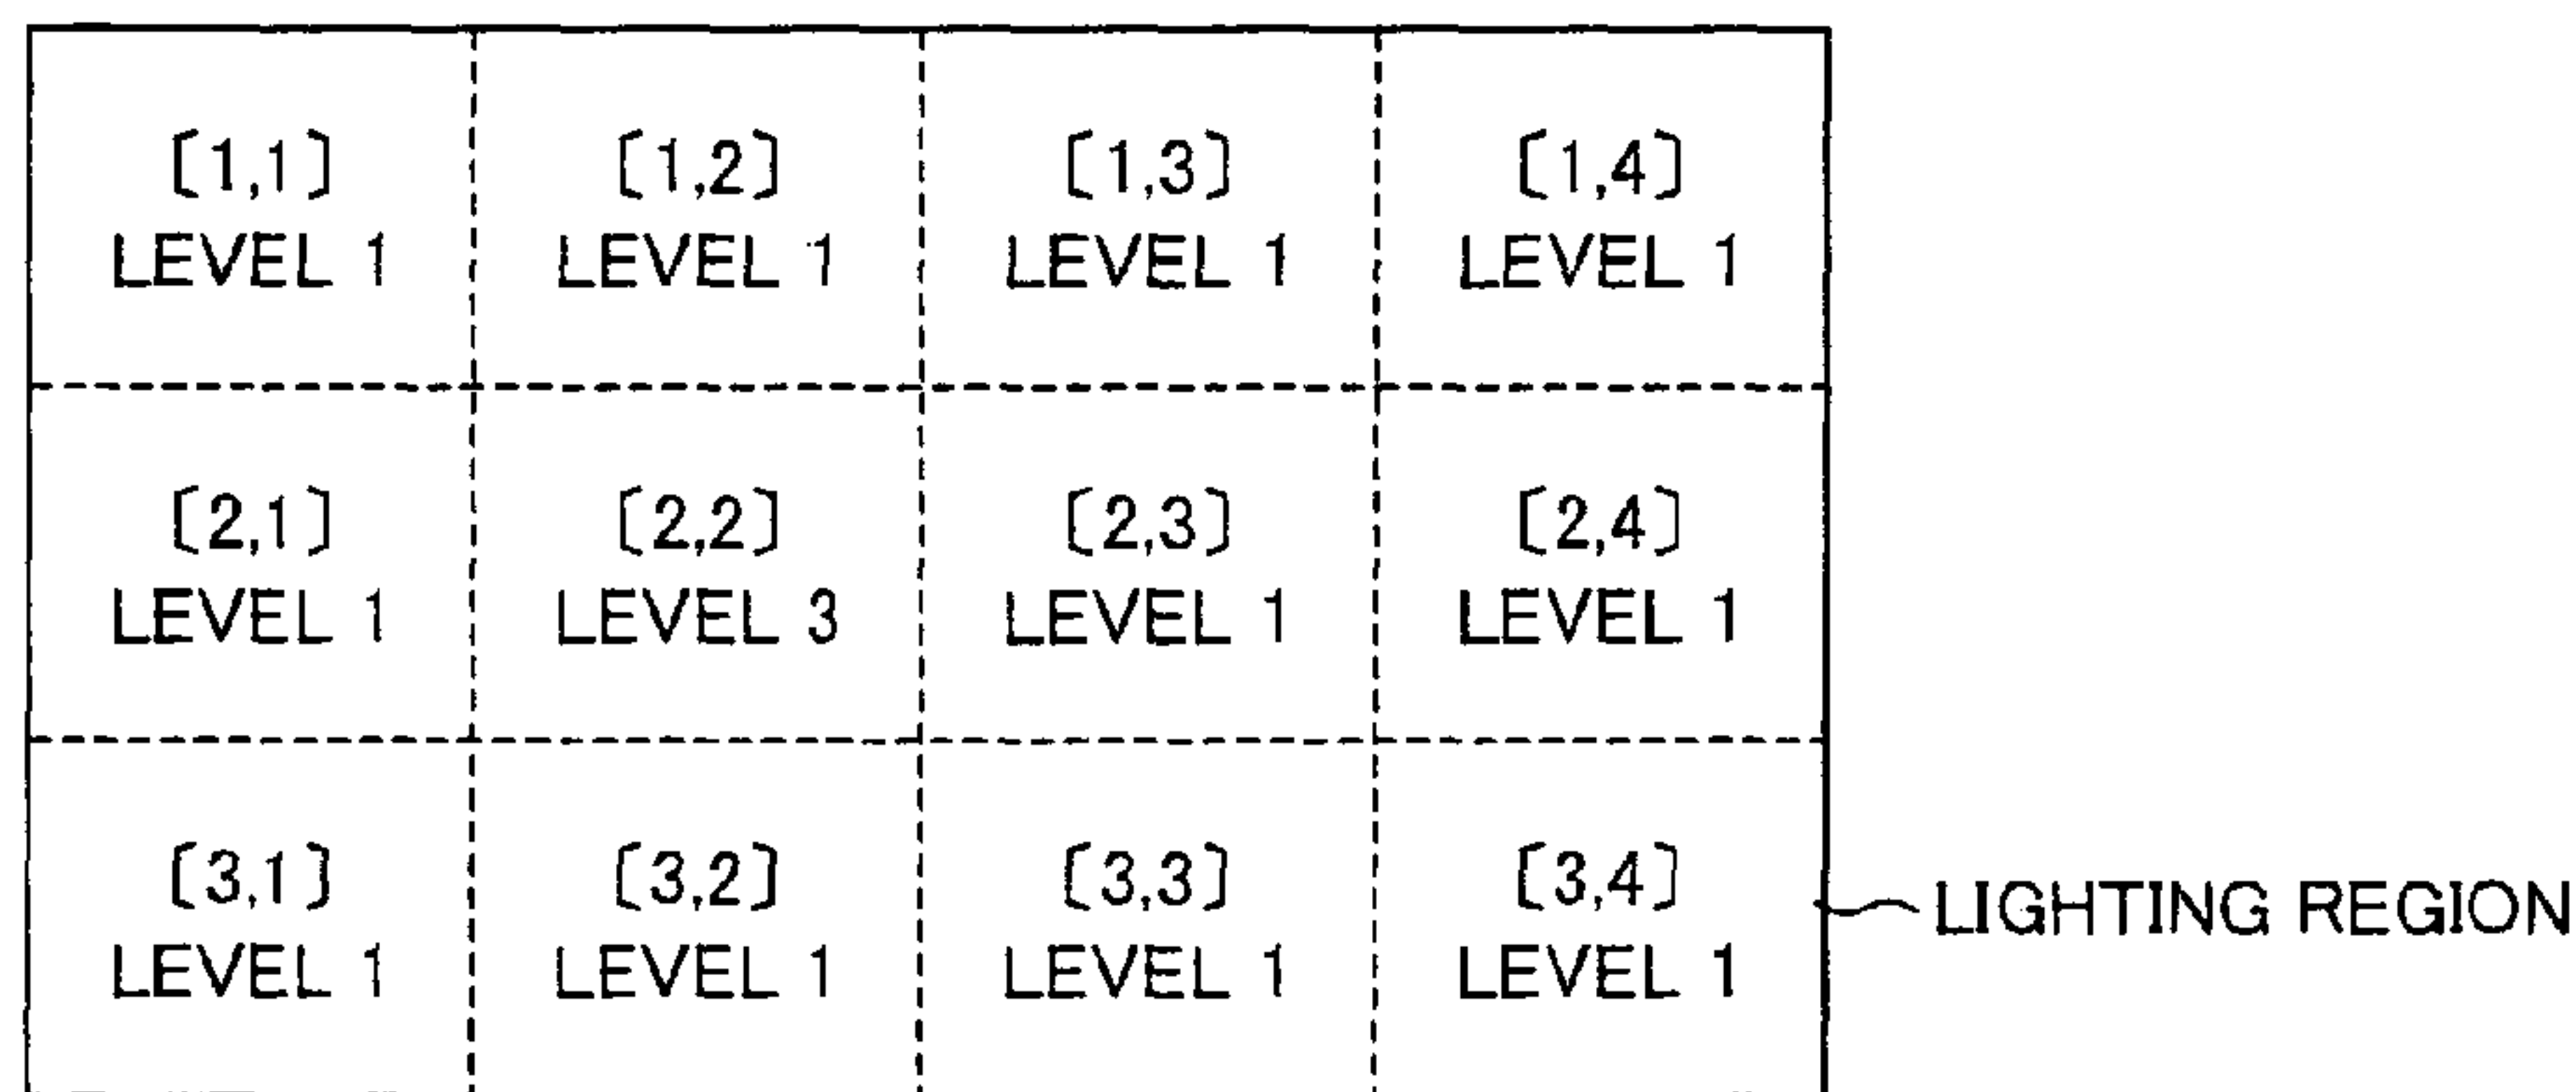 〔1,1〕 〔1,2〕 〔1,3〕 〔1,4〕
LEVEL 1 LEVEL 1 LEVEL 1 LEVEL 1
〔2,1〕 〔2,2〕 〔2,3〕 〔2,4〕
LEVEL 1 LEVEL 3 LEVEL 1 LEVEL 1
〔3,1〕 〔3,2〕 〔3,3〕 〔3,4〕
LIGHTING REGION
LEVEL 1 LEVEL 1 LEVEL 1 LEVEL 1